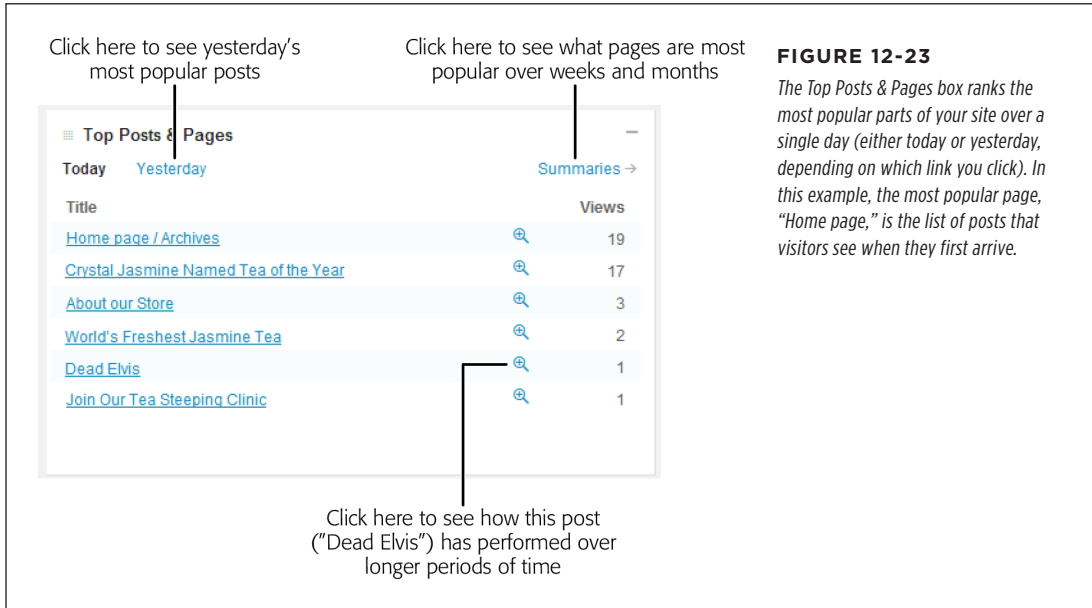 Click here to see yesterday's
most popular posts
Click here to see what pages are most
popular over weeks and months
Top Posts & Pages
Today Yesterday Summaries →
Title Views
Home page / Archives 19
Crystal Jasmine Named Tea of the Year 17
About our Store 3
World's Freshest Jasmine Tea 2
Dead Elvis 1
Join Our Tea Steeping Clinic 1
Click here to see how this post
("Dead Elvis") has performed over
longer periods of time
FIGURE 12-23
The Top Posts & Pages box ranks the
most popular parts of your site over a
single day (either today or yesterday,
depending on which link you click). In
this example, the most popular page,
“Home page,” is the list of posts that
visitors see when they first arrive.